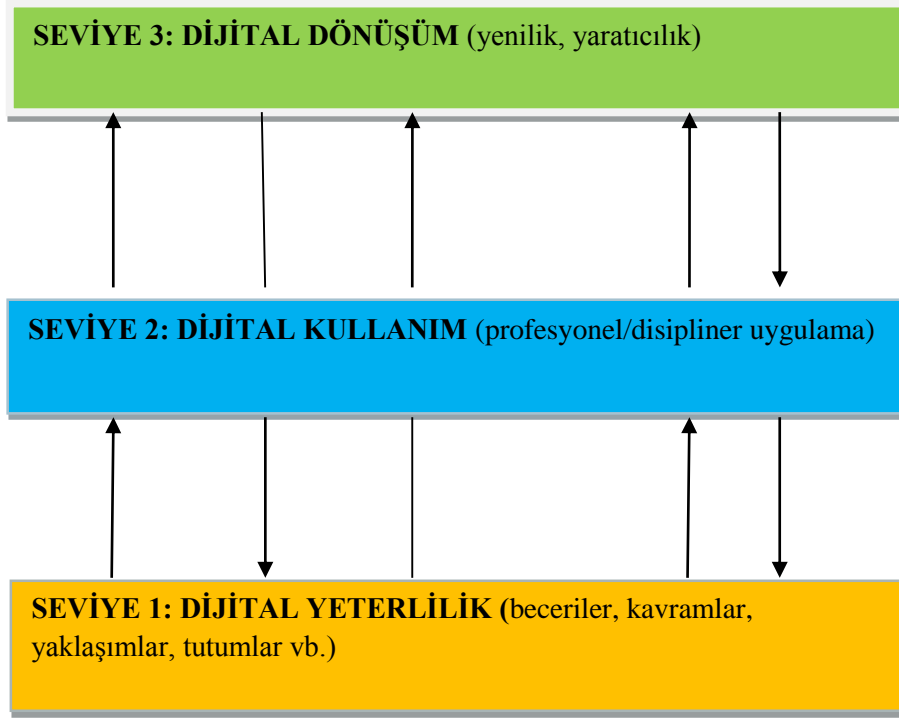 SEVİYE 3: DİJİTAL DÖNÜŞÜM (yenilik, yaratıcılık)
SEVİYE 2: DİJİTAL KULLANIM (profesyonel/disipliner uygulama)
SEVİYE 1: DİJİTAL YETERLİLİK (beceriler, kavramlar,
yaklaşımlar, tutumlar vb.)